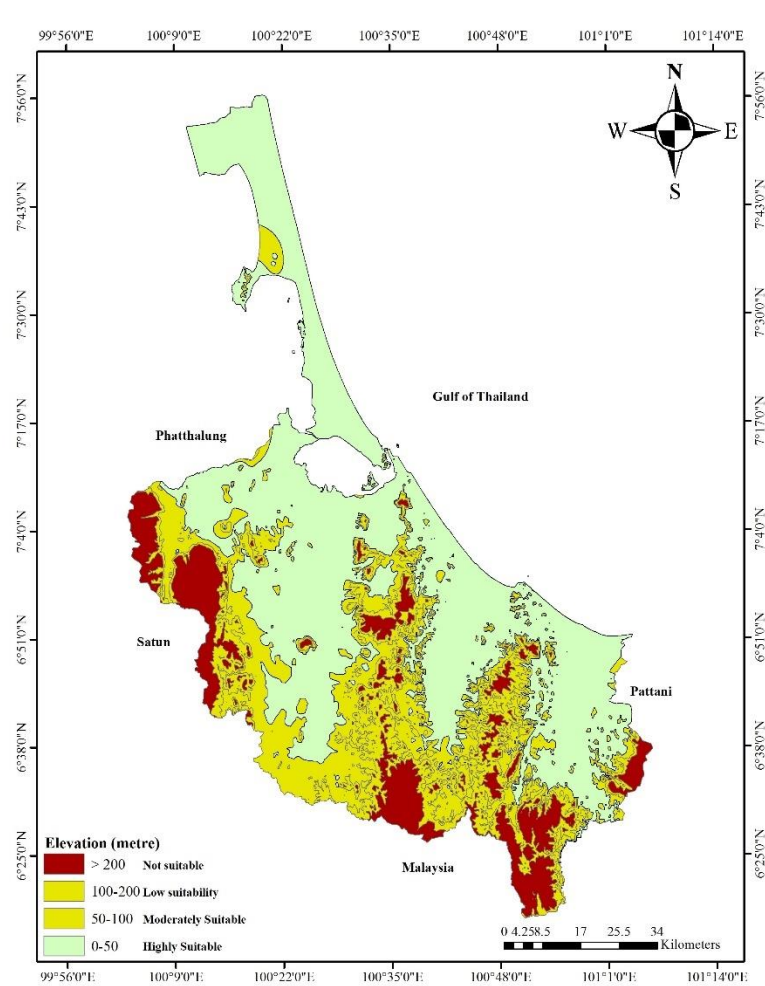 99°56'0"E 100°9'0"E 100°22'0"E 100°35'0"E 100°48'0"E 101°1'0"E 101°14'0"E
7°56'0"N 7°56'0"N
N
W E
S
7°43'0"N 7°43'0"N
7°30'0"N 7°30'0"N
Gulf of Thailand
7°17'0"N 7°17'0"N
Phatthalung
7°4'0"N 7°4'0"N
6°51'0"N 6°51'0"N
Satun
Pattani
6°38'0"N 6°38'0"N
Elevation (metre)
> 200 Not suitable
6°25'0"N 6°25'0"N
Malaysia
100-200 Low suitability
50-100 Moderately Suitable
0-50 Highly Suitable
0 4.25 8.5 17 25.5 34
Kilometers
99°56'0"E 100°9'0"E 100°22'0"E 100°35'0"E 100°48'0"E 101°1'0"E 101°14'0"E